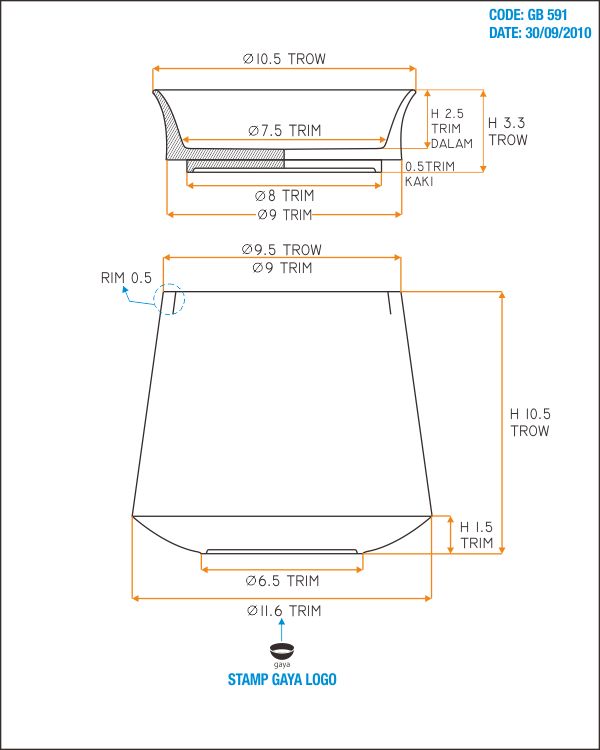 CODE: GB 591
DATE: 30/09/2010
Ø10.5 TROW
Ø7.5 TRIM
H 2.5
TRIM
DALAM
H 3.3
TROW
0.5TRIM
KAKI
Ø8 TRIM
Ø9 TRIM
Ø9.5 TROW
Ø9 TRIM
RIM 0.5
H 10.5
TROW
H 1.5
TRIM
Ø6.5 TRIM
Ø11.6 TRIM
gaya
STAMP GAYA LOGO